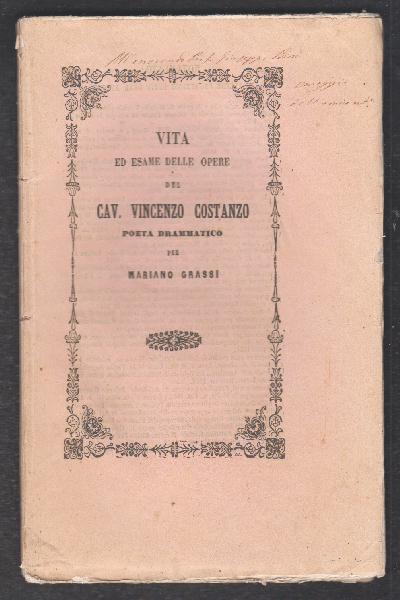 VITA
ED ESAME DELLE OPERE
DEL
CAV. VINCENZO COSTANZO
POETA DRAMMATICO
PER
MARIANO GRASSI